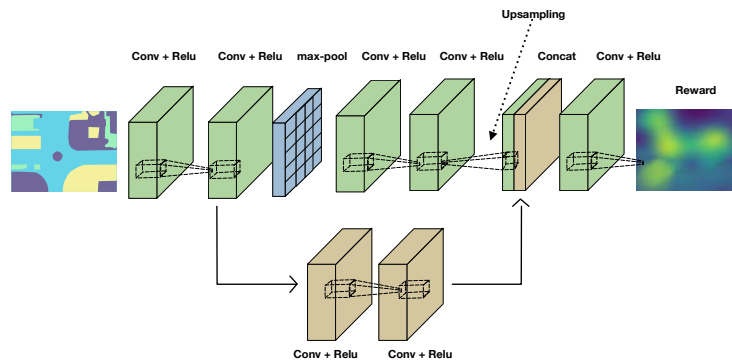 Upsampling
Conv + Relu
Conv + Relu
max-pool
Conv + Relu
Conv + Relu
Concat
Conv + Relu
Reward
Conv + Relu
Conv + Relu